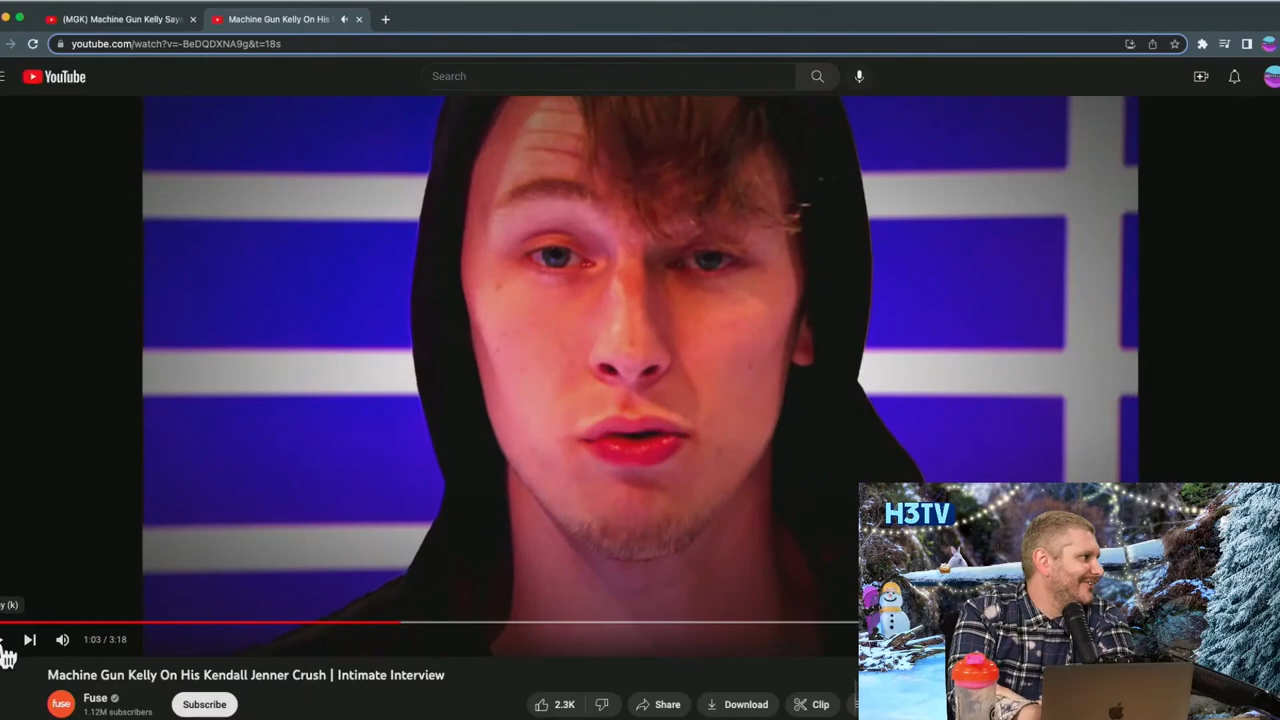 (MGK) Machine Gun Kelly Says
Machine Gun Kelly On His
youtube.com/watch?v=-BeDQDXNA9g&t=18s
YouTube
Search
H3TV
y (k)
1:03 / 3:18
Machine Gun Kelly On His Kendall Jenner Crush | Intimate Interview
fuse
Fuse
1.12M subscribers
Subscribe
2.3K
Share
Download
Clip